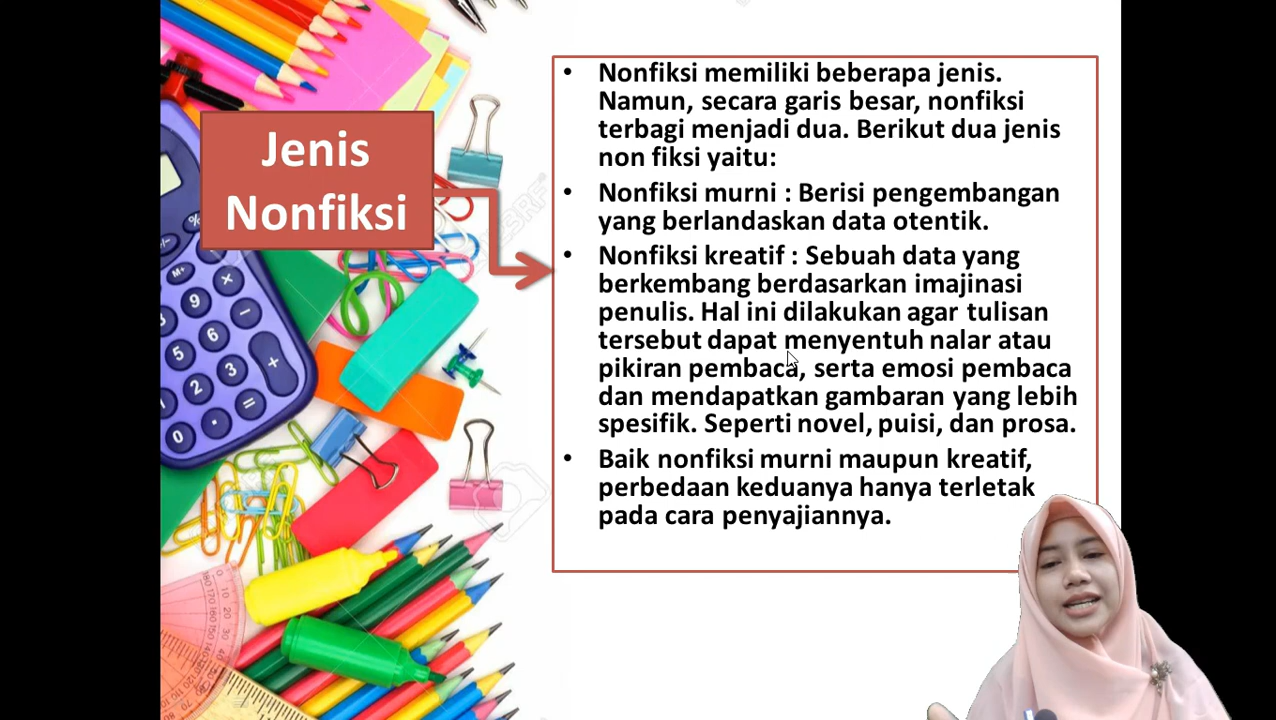 Jenis
Nonfiksi
• Nonfiksi memiliki beberapa jenis.
Namun, secara garis besar, nonfiksi
terbagi menjadi dua. Berikut dua jenis
non fiksi yaitu:
• Nonfiksi murni : Berisi pengembangan
yang berlandaskan data otentik.
• Nonfiksi kreatif : Sebuah data yang
berkembang berdasarkan imajinasi
penulis. Hal ini dilakukan agar tulisan
tersebut dapat menyentuh nalar atau
pikiran pembaca, serta emosi pembaca
dan mendapatkan gambaran yang lebih
spesifik. Seperti novel, puisi, dan prosa.
• Baik nonfiksi murni maupun kreatif,
perbedaan keduanya hanya terletak
pada cara penyajiannya.